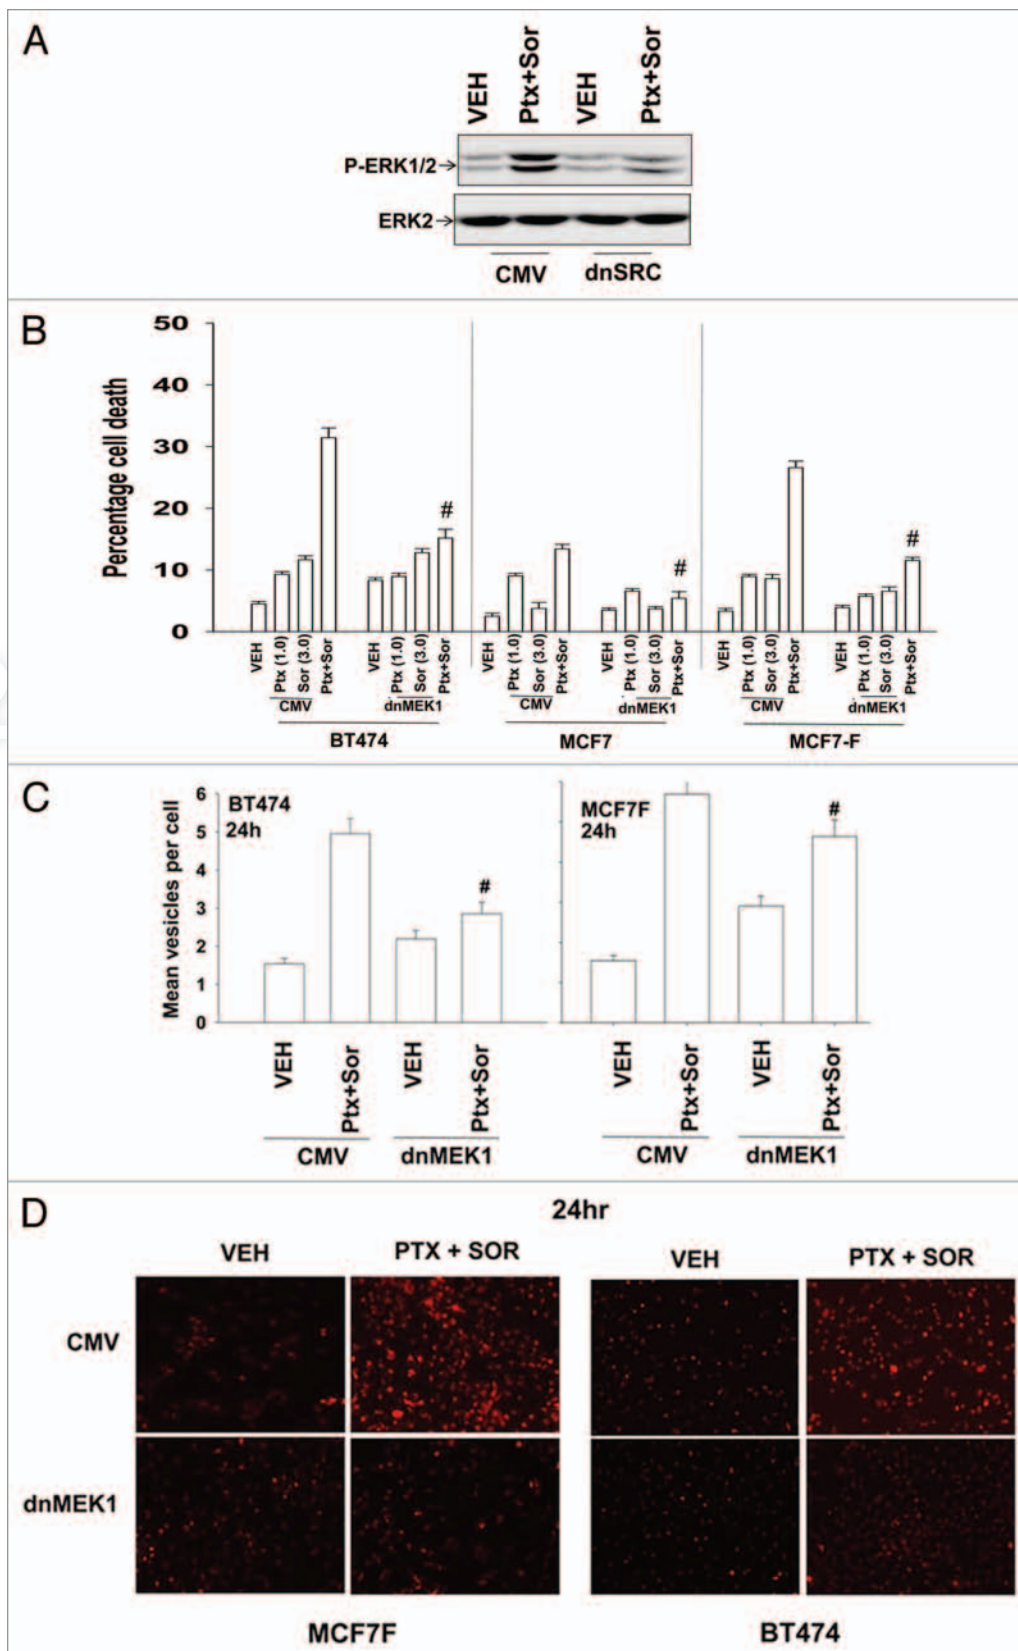 A
VEH Ptx+Sor VEH Ptx+Sor
P-ERK1/2
ERK2
CMV dnSRC
B
Percentage cell death
50
40
30
20
10
0
# # #
VEH Ptx (1.0) Sor (3.0) Ptx+Sor VEH Ptx (1.0) Sor (3.0) Ptx+Sor VEH Ptx (1.0) Sor (3.0) Ptx+Sor VEH Ptx (1.0) Sor (3.0) Ptx+Sor VEH Ptx (1.0) Sor (3.0) Ptx+Sor VEH Ptx (1.0) Sor (3.0) Ptx+Sor
CMV dnMEK1 CMV dnMEK1 CMV dnMEK1
BT474 MCF7 MCF7-F
C
Mean vesicles per cell
6
5
4
3
2
1
0
BT474
24h
#
MCF7F
24h
#
VEH Ptx+Sor VEH Ptx+Sor VEH Ptx+Sor VEH Ptx+Sor
CMV dnMEK1 CMV dnMEK1
D
24hr
VEH PTX + SOR VEH PTX + SOR
CMV
dnMEK1
MCF7F BT474